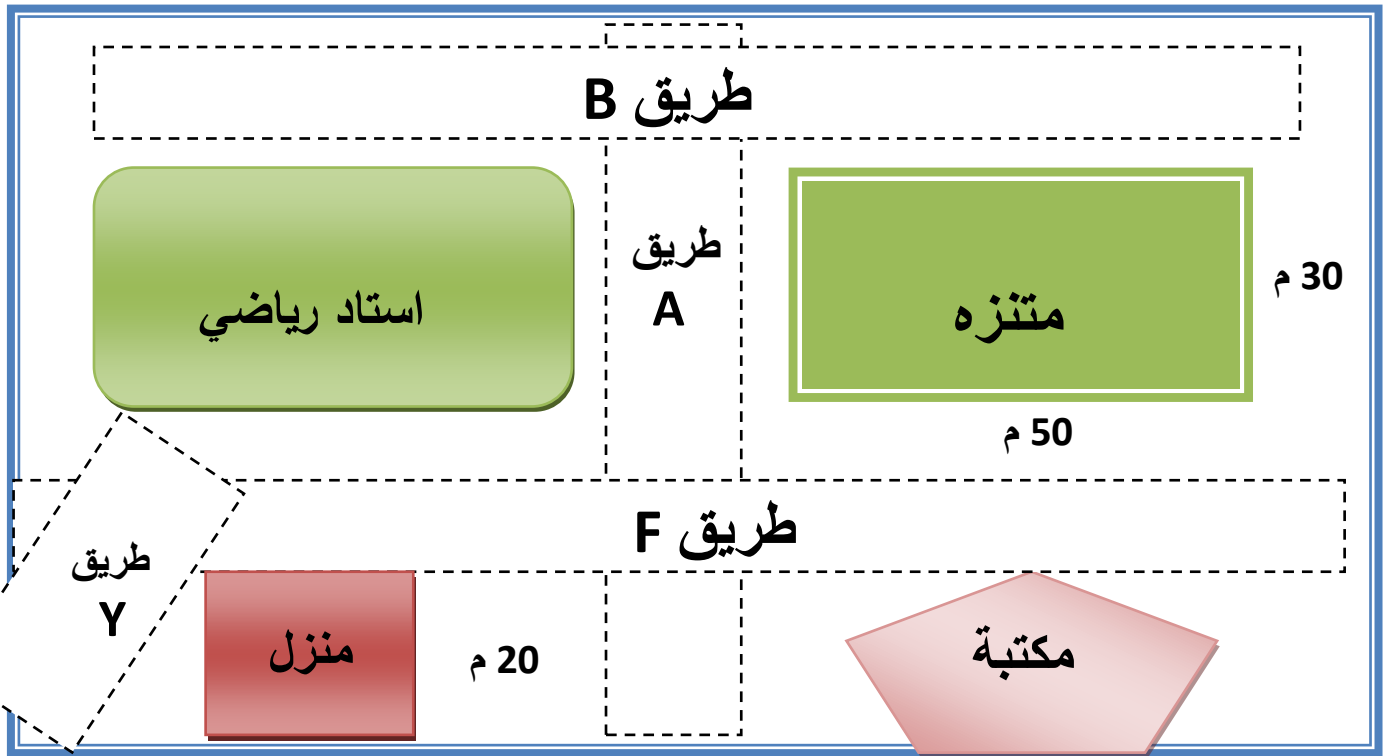 طريق B
طريق
A
استاد رياضي
متنزه
30 م
50 م
طريق F
طريق
Y
منزل
20 م
مكتبة